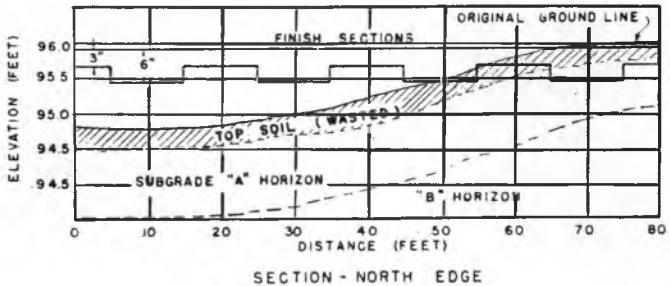 ORIGINAL GROUND LINE
FINISH SECTIONS
96.0
3"
6"
95.5
95.0
94.5
94.5
ELEVATION (FEET)
TOP SOIL (WASTED)
SUBGRADE "A" HORIZON
"B" HORIZON
0 10 20 30 40 50 60 70 80
DISTANCE (FEET)
SECTION - NORTH EDGE